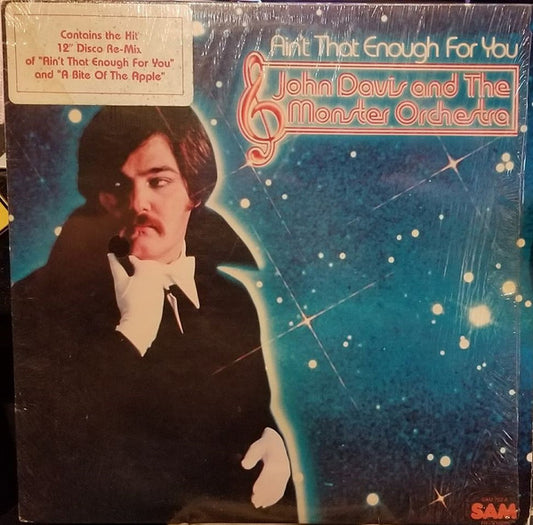 Contains the Hit
12" Disco Re-Mix
of "Ain't That Enough For You"
and "A Bite Of The Apple"
Ain't That Enough For You
John Davis and The
Monster Orchestra
SAM